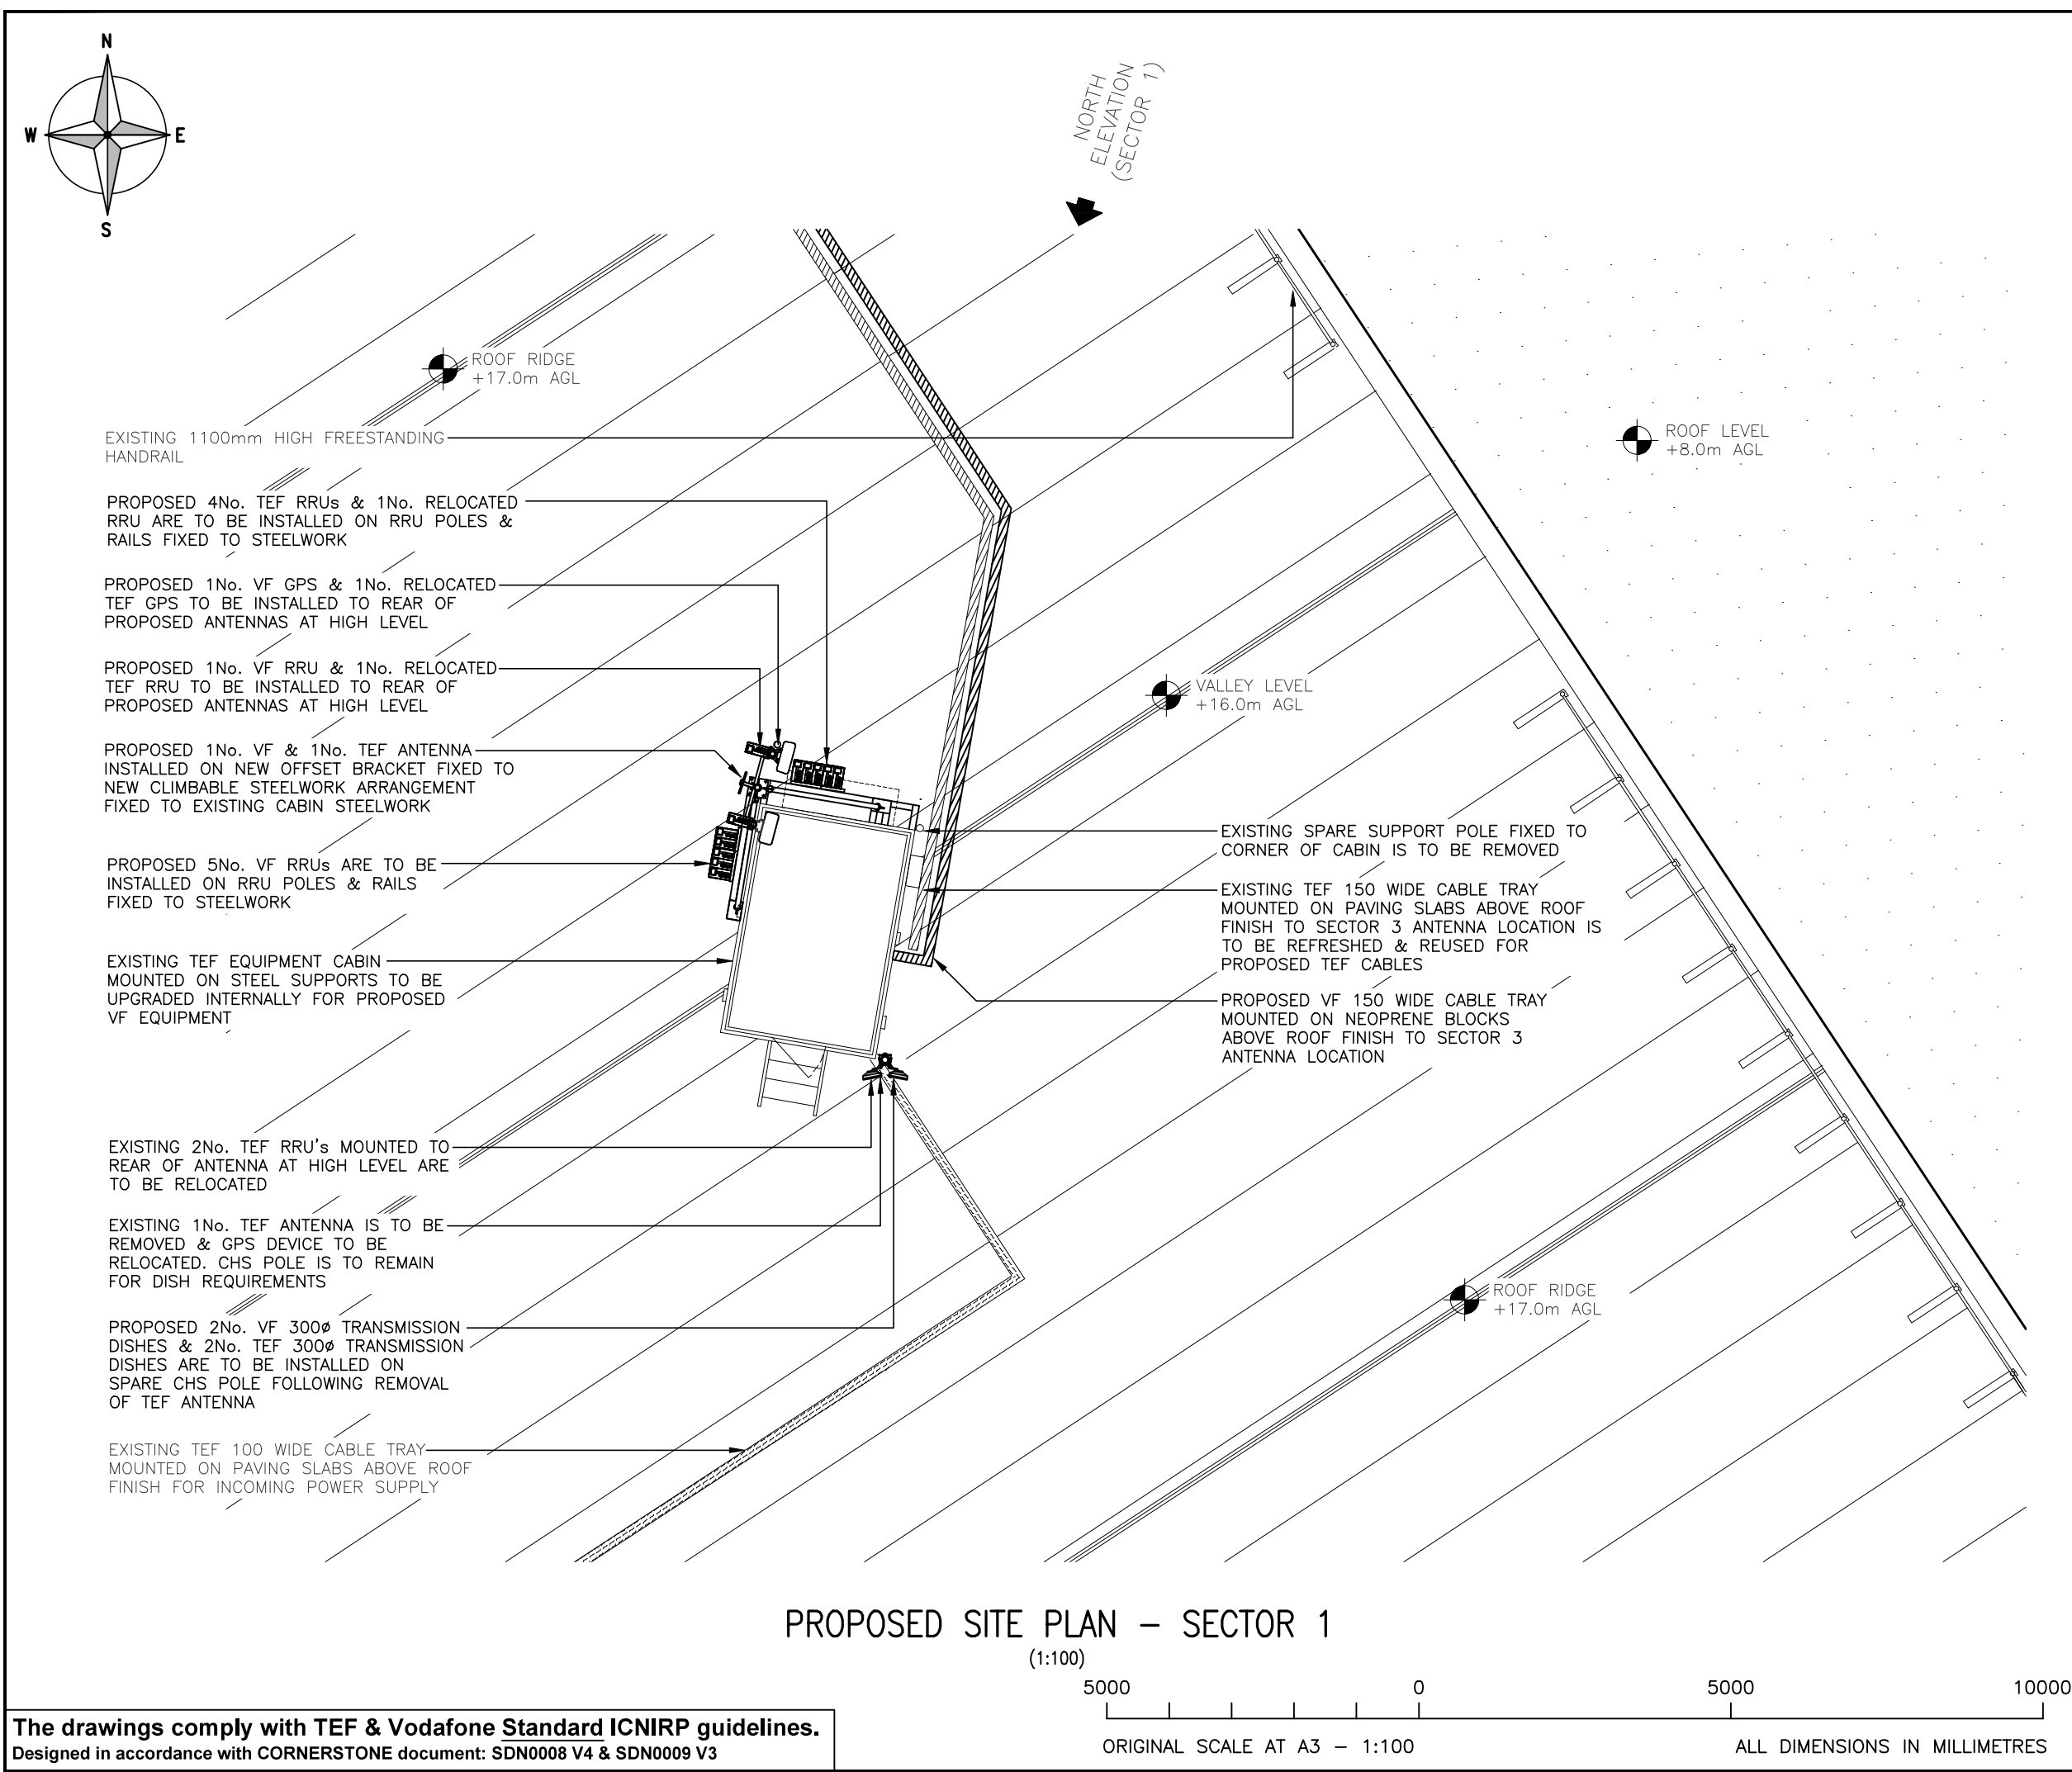 N
W
E
S
NORTH
ELEVATION
(SECTOR 1)
ROOF RIDGE
+17.0m AGL
EXISTING 1100mm HIGH FREESTANDING
HANDRAIL
ROOF LEVEL
+8.0m AGL
PROPOSED 4No. TEF RRUs & 1No. RELOCATED
RRU ARE TO BE INSTALLED ON RRU POLES &
RAILS FIXED TO STEELWORK
PROPOSED 1No. VF GPS & 1No. RELOCATED
TEF GPS TO BE INSTALLED TO REAR OF
PROPOSED ANTENNAS AT HIGH LEVEL
PROPOSED 1No. VF RRU & 1No. RELOCATED
TEF RRU TO BE INSTALLED TO REAR OF
PROPOSED ANTENNAS AT HIGH LEVEL
VALLEY LEVEL
+16.0m AGL
PROPOSED 1No. VF & 1No. TEF ANTENNA
INSTALLED ON NEW OFFSET BRACKET FIXED TO
NEW CLIMBABLE STEELWORK ARRANGEMENT
FIXED TO EXISTING CABIN STEELWORK
PROPOSED 5No. VF RRUs ARE TO BE
INSTALLED ON RRU POLES & RAILS
FIXED TO STEELWORK
EXISTING TEF EQUIPMENT CABIN
MOUNTED ON STEEL SUPPORTS TO BE
UPGRADED INTERNALLY FOR PROPOSED
VF EQUIPMENT
EXISTING SPARE SUPPORT POLE FIXED TO
CORNER OF CABIN IS TO BE REMOVED
EXISTING TEF 150 WIDE CABLE TRAY
MOUNTED ON PAVING SLABS ABOVE ROOF
FINISH TO SECTOR 3 ANTENNA LOCATION IS
TO BE REFRESHED & REUSED FOR
PROPOSED TEF CABLES
PROPOSED VF 150 WIDE CABLE TRAY
MOUNTED ON NEOPRENE BLOCKS
ABOVE ROOF FINISH TO SECTOR 3
ANTENNA LOCATION
EXISTING 2No. TEF RRU's MOUNTED TO
REAR OF ANTENNA AT HIGH LEVEL ARE
TO BE RELOCATED
EXISTING 1No. TEF ANTENNA IS TO BE
REMOVED & GPS DEVICE TO BE
RELOCATED. CHS POLE IS TO REMAIN
FOR DISH REQUIREMENTS
ROOF RIDGE
+17.0m AGL
PROPOSED 2No. VF 300ø TRANSMISSION
DISHES & 2No. TEF 300ø TRANSMISSION
DISHES ARE TO BE INSTALLED ON
SPARE CHS POLE FOLLOWING REMOVAL
OF TEF ANTENNA
EXISTING TEF 100 WIDE CABLE TRAY
MOUNTED ON PAVING SLABS ABOVE ROOF
FINISH FOR INCOMING POWER SUPPLY
PROPOSED SITE PLAN – SECTOR 1
(1:100)
5000 0 5000 10000
ORIGINAL SCALE AT A3 – 1:100
ALL DIMENSIONS IN MILLIMETRES
The drawings comply with TEF & Vodafone Standard ICNIRP guidelines.
Designed in accordance with CORNERSTONE document: SDN0008 V4 & SDN0009 V3